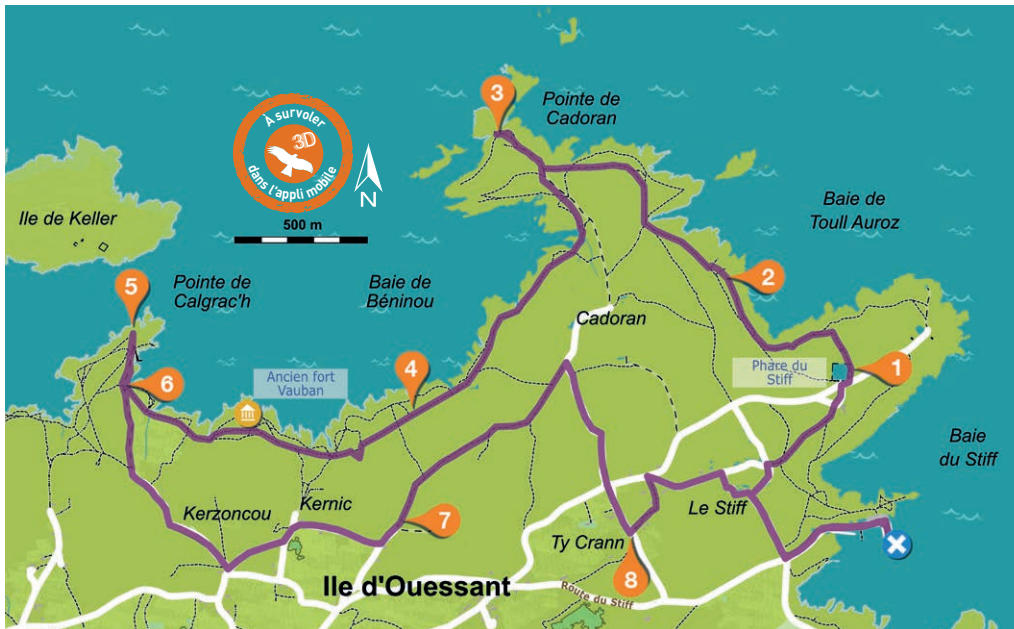 3
Pointe de
Cadoran
À survoler
3D
dans l'appli mobile
N
500 m
Ile de Keller
Baie de
Toull Auroz
5
Pointe de
Calgrac'h
Baie de
Béninou
2
Cadoran
4
6
Ancien fort
Vauban
Phare du
Stiff
1
Baie
du Stiff
Kernic
Kerzoncou
7
Le Stiff
Ty Crann
8
Ile d'Ouessant
Route du Stiff